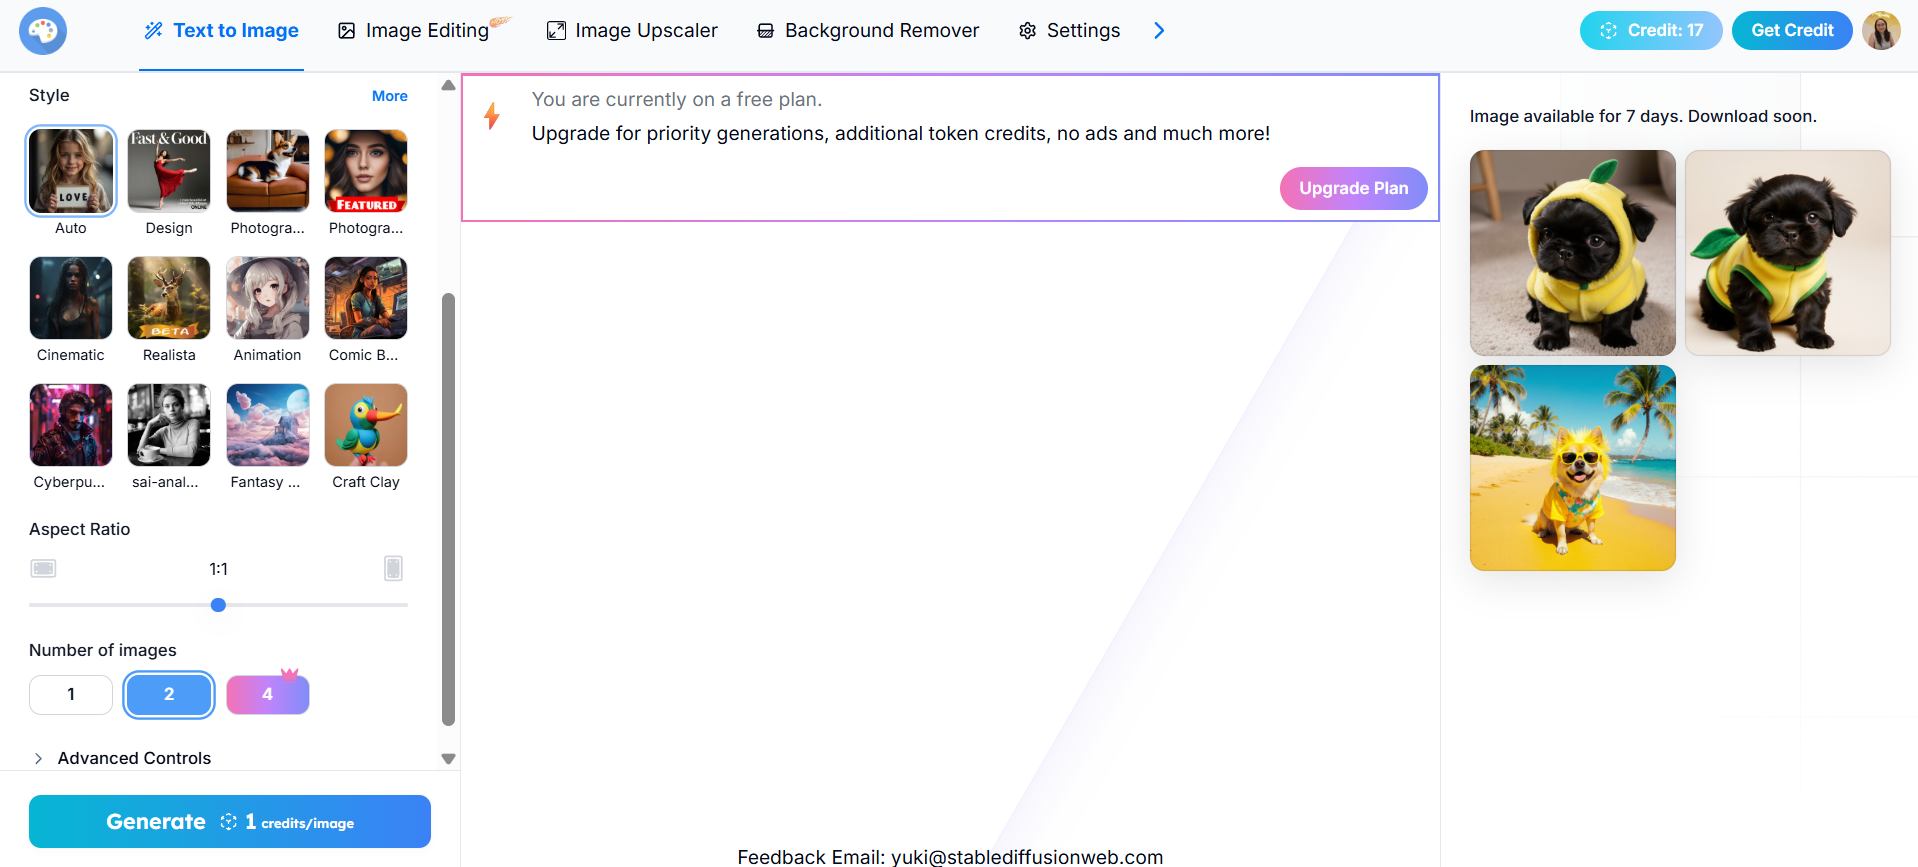 Text to Image
Image Editing
Image Upscaler
Background Remover
Settings
Credit: 17
Get Credit
Style
More
Fast & Good
ONLINE
LOVE
FEATURED
Auto
Design
Photogra...
Photogra...
BETA
Cinematic
Realista
Animation
Comic B...
Cyberpu...
sai-anal...
Fantasy ...
Craft Clay
Aspect Ratio
1:1
Number of images
1
2
4
Advanced Controls
Generate 1 credits/image
You are currently on a free plan.
Upgrade for priority generations, additional token credits, no ads and much more!
Upgrade Plan
Feedback Email: yuki@stablediffusionweb.com
Image available for 7 days. Download soon.